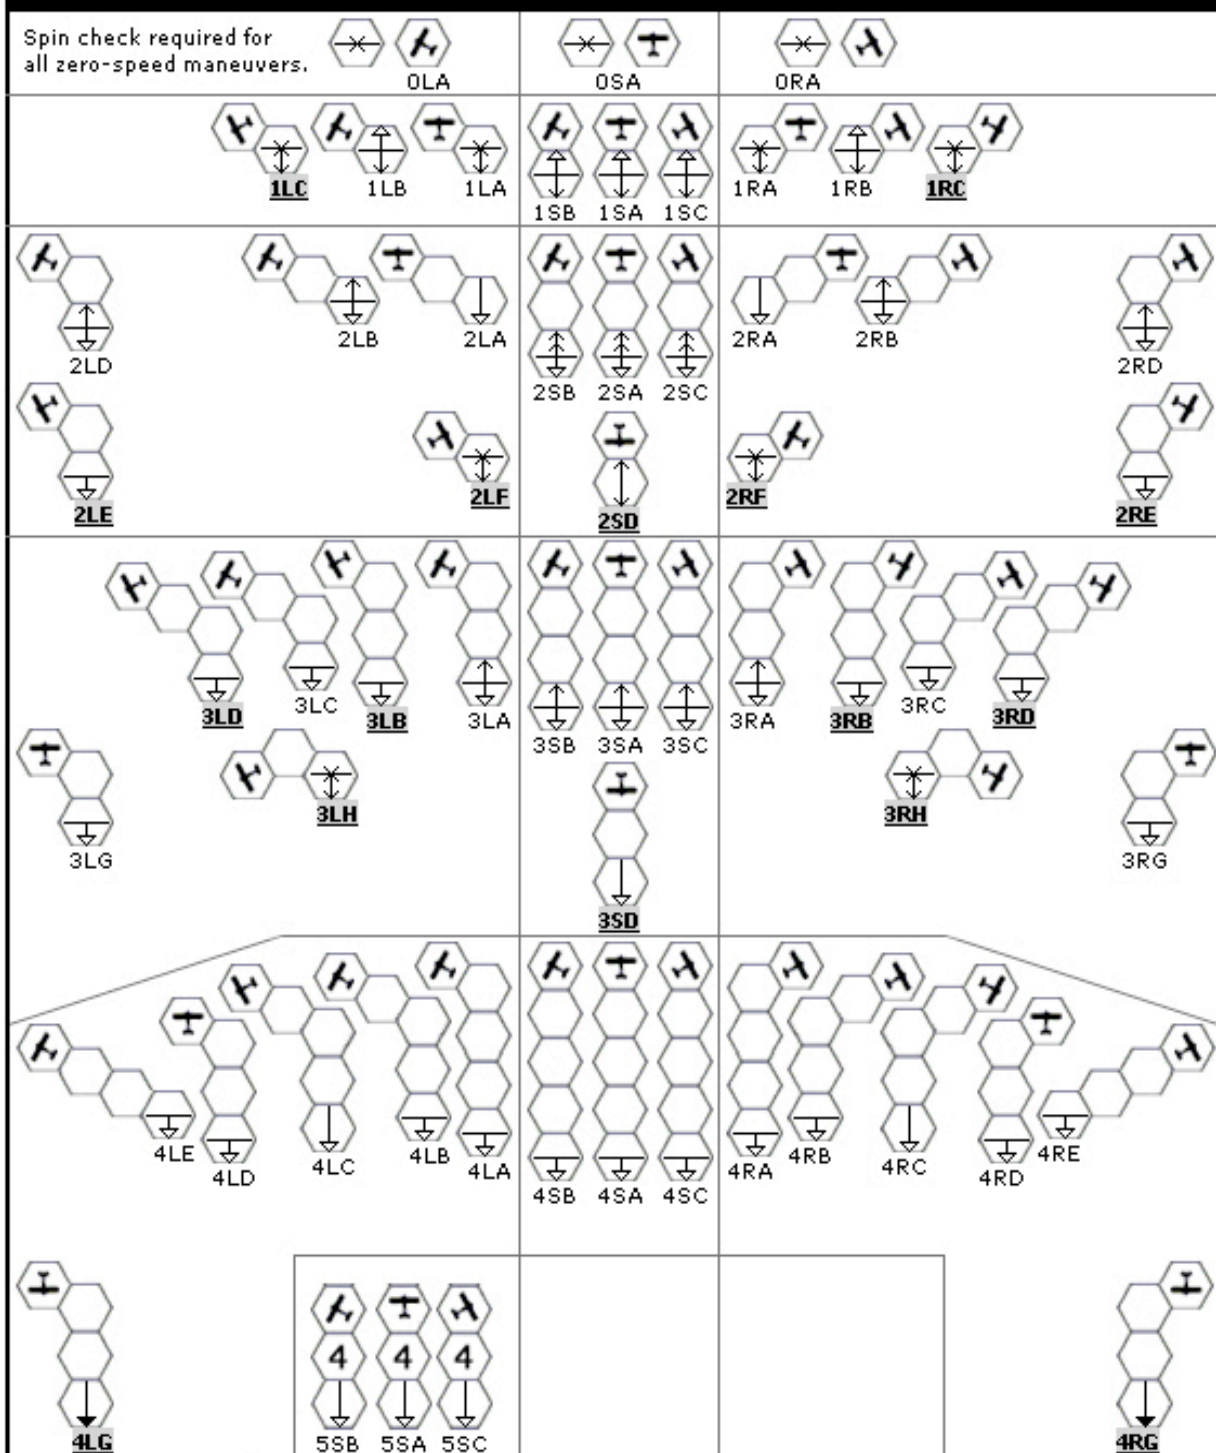 Spin check required for
all zero-speed maneuvers.
0LA 0SA 0RA
1LC 1LB 1LA 1SB 1SA 1SC 1RA 1RB 1RC
2LD 2LB 2LA 2SB 2SA 2SC 2RA 2RB 2RD
2LE 2LF 2SD 2RF 2RE
3LD 3LC 3LB 3LA 3SB 3SA 3SC 3RA 3RB 3RC 3RD
3LG 3LH 3SD 3RH 3RG
4LE 4LD 4LC 4LB 4LA 4SB 4SA 4SC 4RA 4RB 4RC 4RD 4RE
4 4 4
4LG 5SB 5SA 5SC 4RG